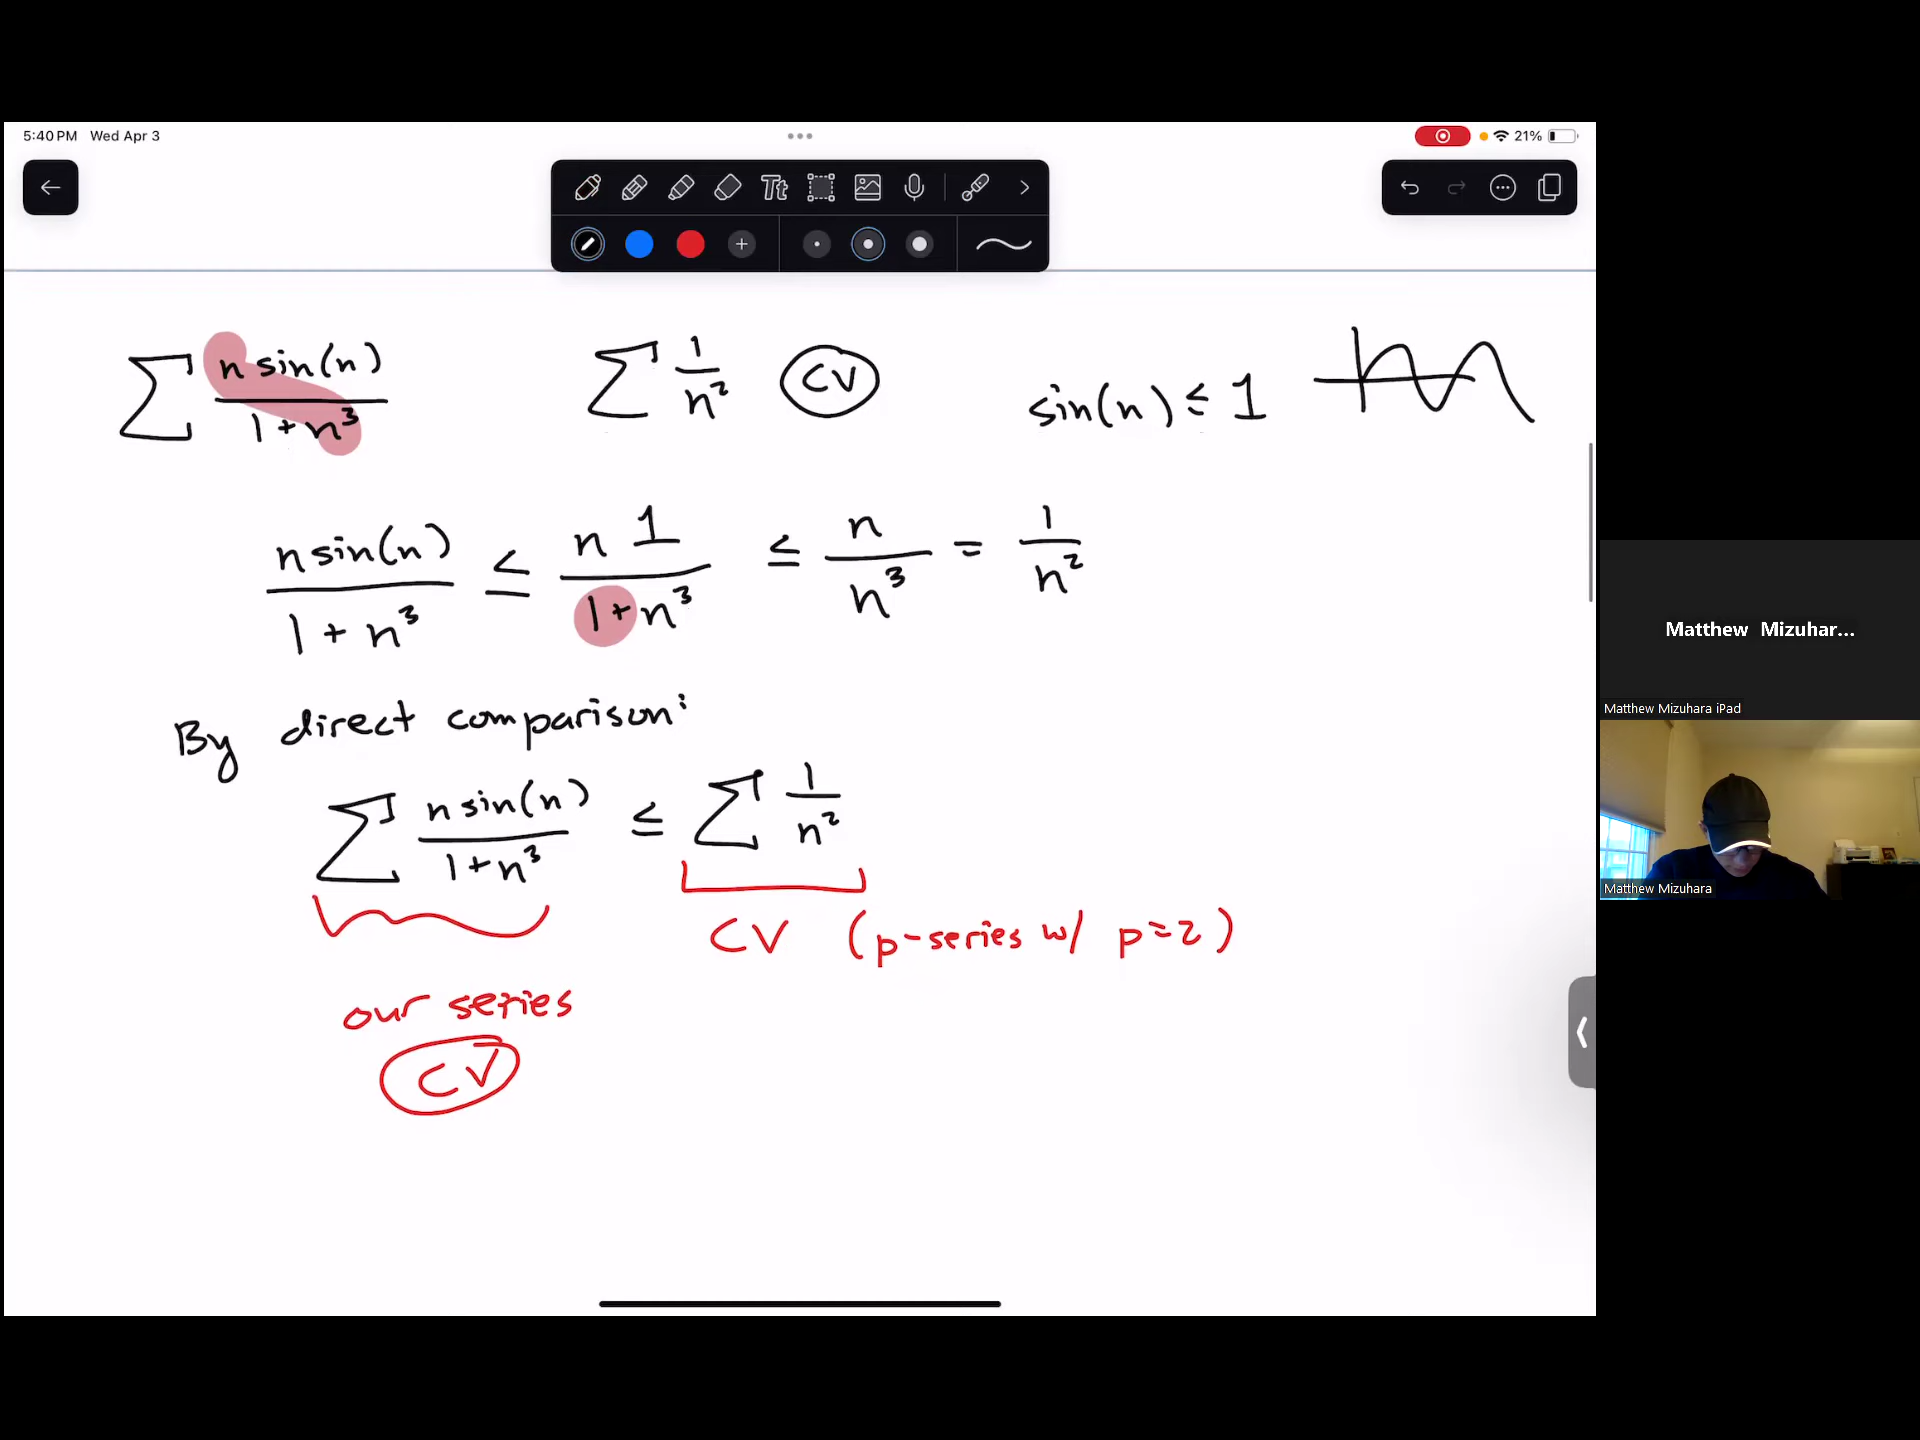 5:40 PM Wed Apr 3
21%
Tt
∑ n sin(n) / 1 + n³   ∑ 1 / n²   CV   sin(n) ≤ 1
n sin(n) / 1 + n³ ≤ n 1 / 1 + n³ ≤ n / n³ = 1 / n²
By direct comparison:
∑ n sin(n) / 1 + n³ ≤ ∑ 1 / n²
CV (p-series w/ p=2)
our series
CV
Matthew Mizuhar...
Matthew Mizuhara iPad
Matthew Mizuhara